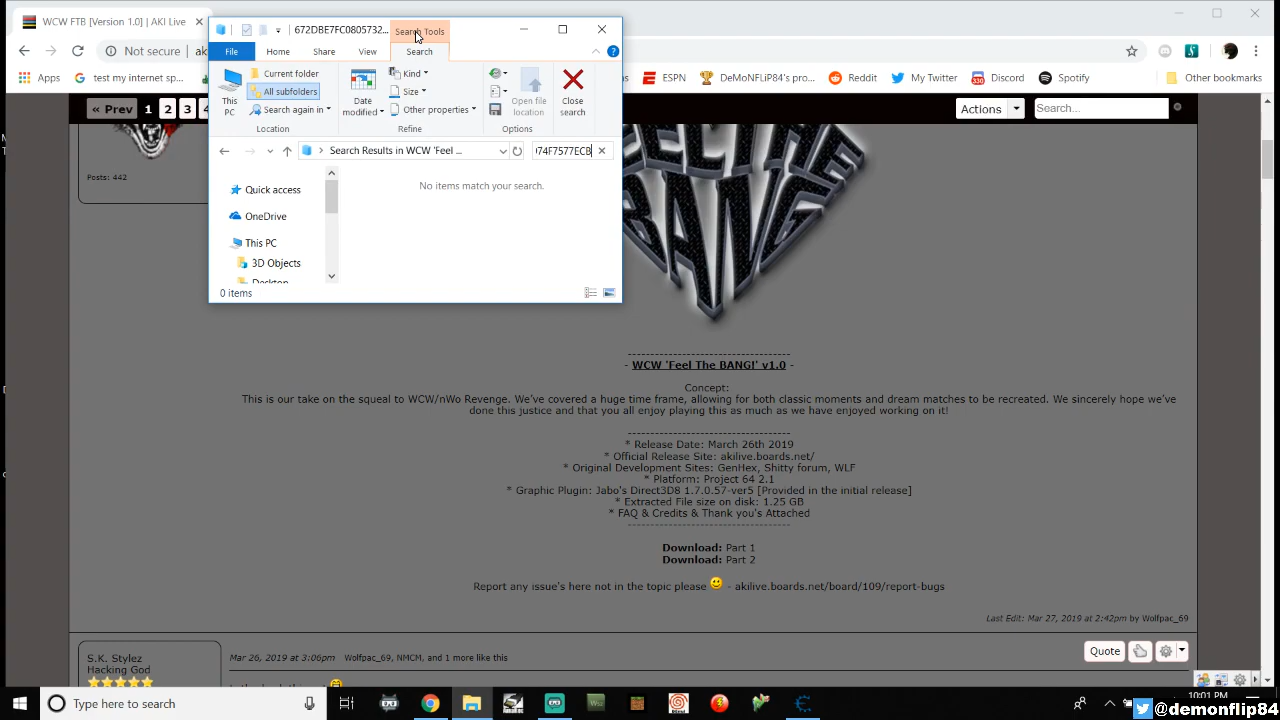 WCW FTB [Version 1.0] | AKI Live
672DBE7FC0805732...
Search Tools
File
Home
Share
View
Search
Not secure
Apps
test my internet sp...
ESPN
DeMoNFLiP84's pro...
Reddit
My Twitter
Discord
Spotify
Other bookmarks
This PC
Current folder
All subfolders
Search again in
Location
Date modified
Kind
Size
Other properties
Refine
Open file location
Close search
Options
Search Results in WCW 'Feel ...
74F7577ECB
No items match your search.
Quick access
OneDrive
This PC
3D Objects
Desktop
0 items
« Prev 1 2 3 4
Actions
Search...
Posts: 442
BANG
- WCW 'Feel The BANG!' v1.0 -
Concept:
This is our take on the squeal to WCW/nWo Revenge. We've covered a huge time frame, allowing for both classic moments and dream matches to be recreated. We sincerely hope we've
done this justice and that you all enjoy playing this as much as we have enjoyed working on it!
* Release Date: March 26th 2019
* Official Release Site: akilive.boards.net/
* Original Development Sites: GenHex, Shitty forum, WLF
* Platform: Project 64 2.1
* Graphic Plugin: Jabo's Direct3D8 1.7.0.57-ver5 [Provided in the initial release]
* Extracted File size on disk: 1.25 GB
* FAQ & Credits & Thank you's Attached
Download: Part 1
Download: Part 2
Report any issue's here not in the topic please - akilive.boards.net/board/109/report-bugs
Last Edit: Mar 27, 2019 at 2:42pm by Wolfpac_69
S.K. Stylez
Hacking God
Mar 26, 2019 at 3:06pm
Wolfpac_69, NMCM, and 1 more like this
Quote
Type here to search
10:01 PM
@demonflip84